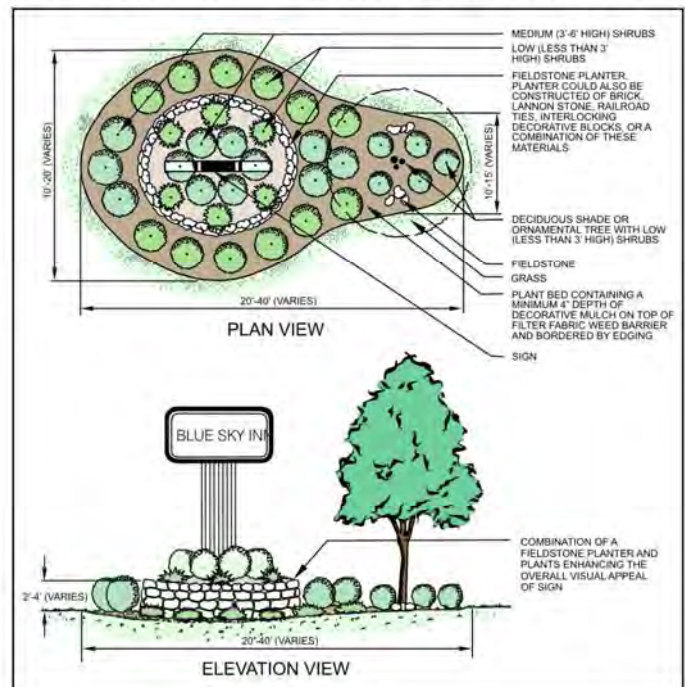 MEDIUM (3'-6' HIGH) SHRUBS
LOW (LESS THAN 3'
HIGH) SHRUBS
FIELDSTONE PLANTER.
PLANTER COULD ALSO BE
CONSTRUCTED OF BRICK,
LANNON STONE, RAILROAD
TIES, INTERLOCKING
DECORATIVE BLOCKS, OR A
COMBINATION OF THESE
MATERIALS
10'-20' (VARIES)
10'-15' (VARIES)
DECIDUOUS SHADE OR
ORNAMENTAL TREE WITH LOW
(LESS THAN 3' HIGH) SHRUBS
FIELDSTONE
GRASS
PLANT BED CONTAINING A
MINIMUM 4" DEPTH OF
DECORATIVE MULCH ON TOP OF
FILTER FABRIC WEED BARRIER
AND BORDERED BY EDGING
SIGN
20'-40' (VARIES)
PLAN VIEW
BLUE SKY INN
COMBINATION OF A
FIELDSTONE PLANTER AND
PLANTS ENHANCING THE
OVERALL VISUAL APPEAL
OF SIGN
2'-4' (VARIES)
20'-40' (VARIES)
ELEVATION VIEW